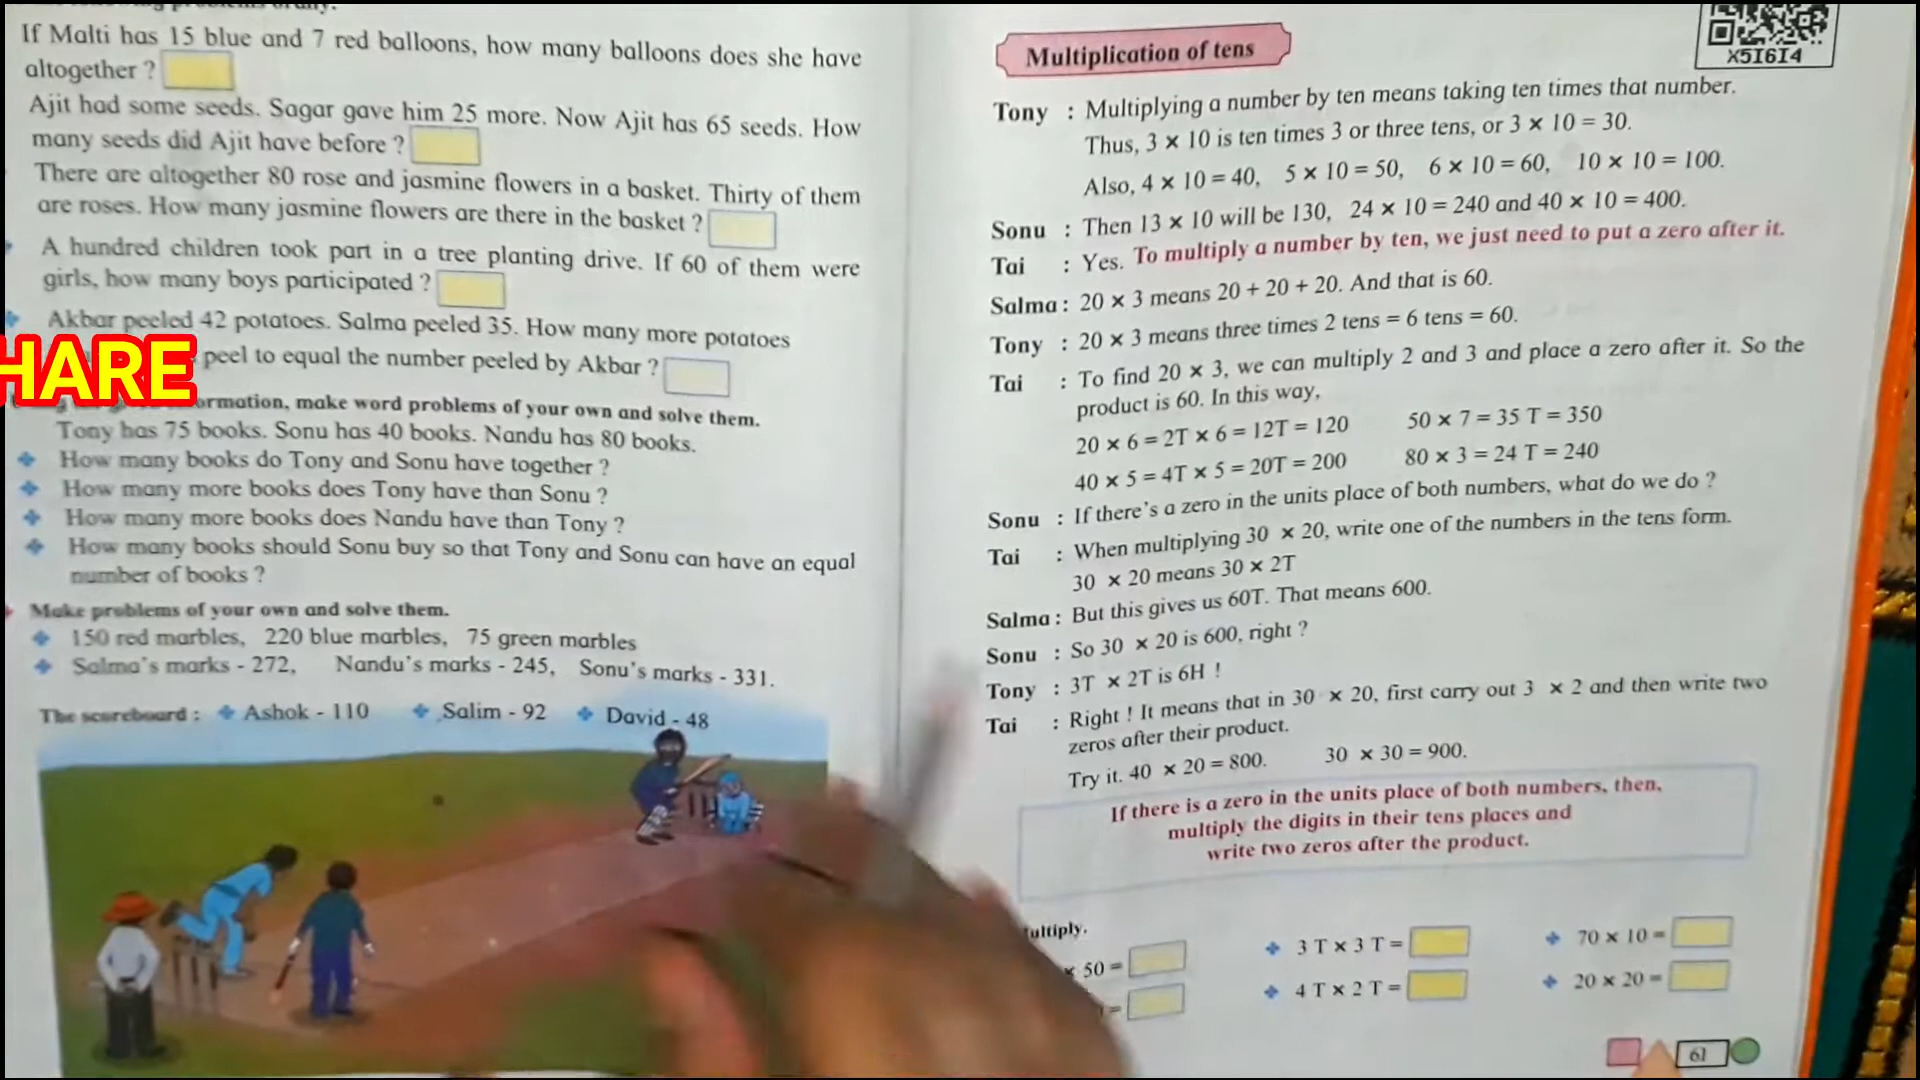 If Malti has 15 blue and 7 red balloons, how many balloons does she have
altogether ?
Ajit had some seeds. Sagar gave him 25 more. Now Ajit has 65 seeds. How
many seeds did Ajit have before ?
There are altogether 80 rose and jasmine flowers in a basket. Thirty of them
are roses. How many jasmine flowers are there in the basket ?
A hundred children took part in a tree planting drive. If 60 of them were
girls, how many boys participated ?
Akbar peeled 42 potatoes. Salma peeled 35. How many more potatoes
peel to equal the number peeled by Akbar ?
HARE
make word problems of your own and solve them.
Tony has 75 books. Sonu has 40 books. Nandu has 80 books.
How many books do Tony and Sonu have together ?
How many more books does Tony have than Sonu ?
How many more books does Nandu have than Tony ?
How many books should Sonu buy so that Tony and Sonu can have an equal
number of books ?
Make problems of your own and solve them.
150 red marbles, 220 blue marbles, 75 green marbles
Salma's marks - 272, Nandu's marks - 245, Sonu's marks - 331.
The scoreboard : Ashok - 110 Salim - 92 David - 48
Multiplication of tens
X5I6I4
Tony : Multiplying a number by ten means taking ten times that number.
Thus, 3 × 10 is ten times 3 or three tens, or 3 × 10 = 30.
Also, 4 × 10 = 40, 5 × 10 = 50, 6 × 10 = 60, 10 × 10 = 100.
Sonu : Then 13 × 10 will be 130, 24 × 10 = 240 and 40 × 10 = 400.
Tai : Yes. To multiply a number by ten, we just need to put a zero after it.
Salma : 20 × 3 means 20 + 20 + 20. And that is 60.
Tony : 20 × 3 means three times 2 tens = 6 tens = 60.
Tai : To find 20 × 3, we can multiply 2 and 3 and place a zero after it. So the
product is 60. In this way,
20 × 6 = 2T × 6 = 12T = 120 50 × 7 = 35 T = 350
40 × 5 = 4T × 5 = 20T = 200 80 × 3 = 24 T = 240
Sonu : If there's a zero in the units place of both numbers, what do we do ?
Tai : When multiplying 30 × 20, write one of the numbers in the tens form.
30 × 20 means 30 × 2T
Salma : But this gives us 60T. That means 600.
Sonu : So 30 × 20 is 600, right ?
Tony : 3T × 2T is 6H !
Tai : Right ! It means that in 30 × 20, first carry out 3 × 2 and then write two
zeros after their product.
Try it. 40 × 20 = 800. 30 × 30 = 900.
If there is a zero in the units place of both numbers, then,
multiply the digits in their tens places and
write two zeros after the product.
× 50 = 3 T × 3 T = 70 × 10 =
= 4 T × 2 T = 20 × 20 =
61